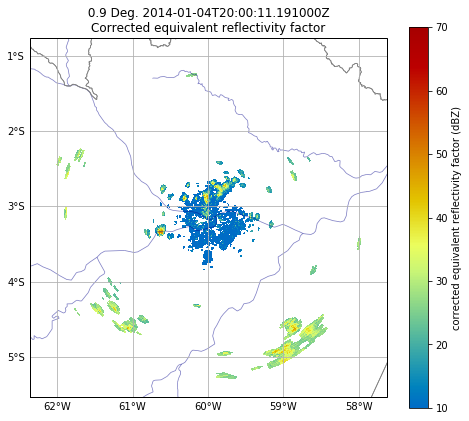 0.9 Deg. 2014-01-04T20:00:11.191000Z
Corrected equivalent reflectivity factor
1°S
2°S
3°S
4°S
5°S
62°W
61°W
60°W
59°W
58°W
70
60
50
40
30
20
10
corrected equivalent reflectivity factor (dBZ)